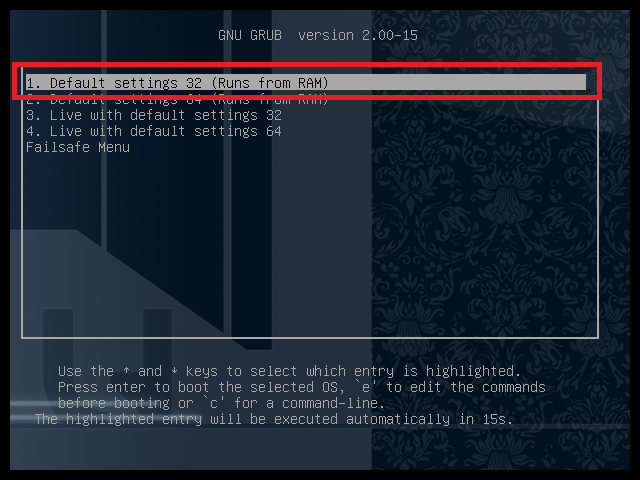 GNU GRUB version 2.00-15
1. Default settings 32 (Runs from RAM)
2. Default settings 64 (Runs from RAM)
3. Live with default settings 32
4. Live with default settings 64
Failsafe Menu
Use the ↑ and ↓ keys to select which entry is highlighted.
Press enter to boot the selected OS, `e' to edit the commands
before booting or `c' for a command-line.
The highlighted entry will be executed automatically in 15s.